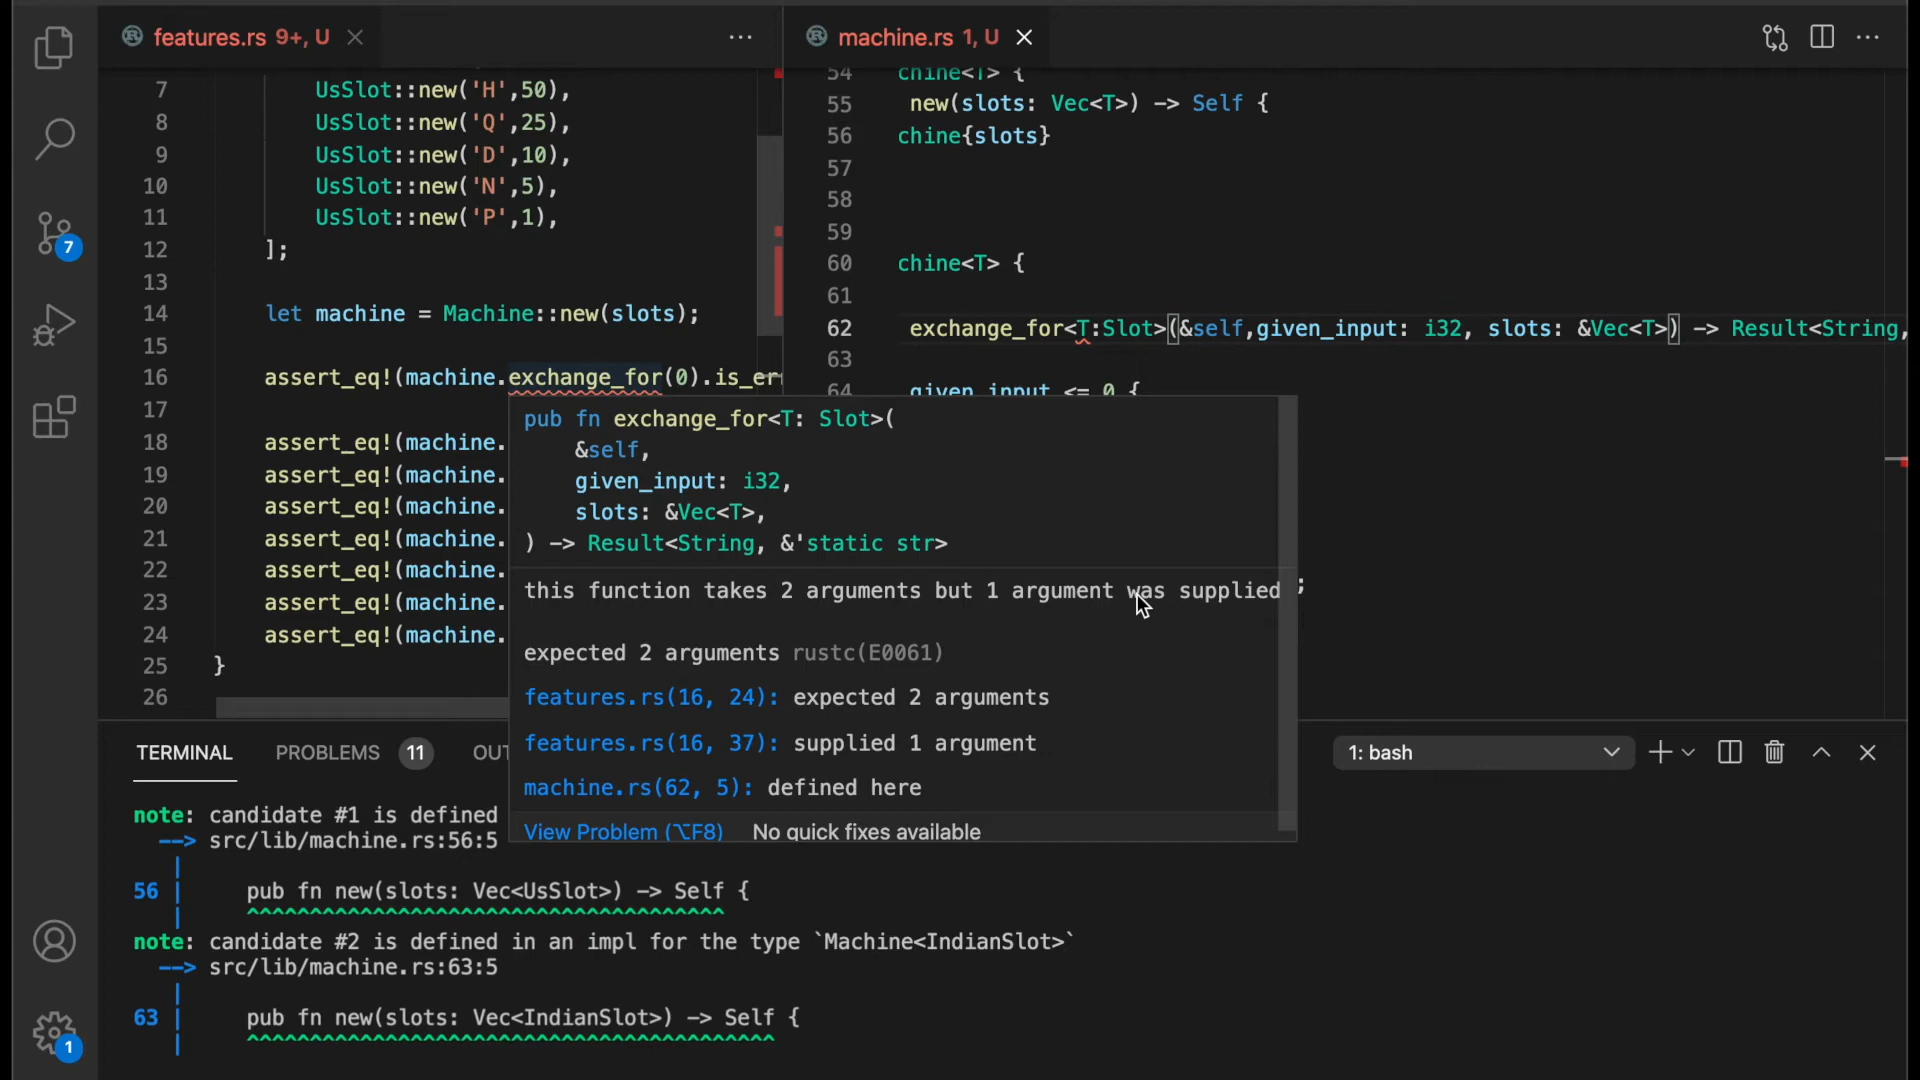 features.rs 9+, U
machine.rs 1, U
7 UsSlot::new('H',50),
8 UsSlot::new('Q',25),
9 UsSlot::new('D',10),
10 UsSlot::new('N',5),
11 UsSlot::new('P',1),
12 ];
13
14 let machine = Machine::new(slots);
15
16 assert_eq!(machine.exchange_for(0).is_er
17
18 assert_eq!(machine.
19 assert_eq!(machine.
20 assert_eq!(machine.
21 assert_eq!(machine.
22 assert_eq!(machine.
23 assert_eq!(machine.
24 assert_eq!(machine.
25 }
26
54 chine<T> {
55 new(slots: Vec<T>) -> Self {
56 chine{slots}
57
58
59
60 chine<T> {
61
62 exchange_for<T:Slot>(&self,given_input: i32, slots: &Vec<T>) -> Result<String,
63
64 given_input <= 0 {
;
pub fn exchange_for<T: Slot>(
&self,
given_input: i32,
slots: &Vec<T>,
) -> Result<String, &'static str>
this function takes 2 arguments but 1 argument was supplied
expected 2 arguments rustc(E0061)
features.rs(16, 24): expected 2 arguments
features.rs(16, 37): supplied 1 argument
machine.rs(62, 5): defined here
View Problem (⌥F8) No quick fixes available
7
1
TERMINAL PROBLEMS 11 OUT
1: bash
note: candidate #1 is defined
--> src/lib/machine.rs:56:5
|
56 | pub fn new(slots: Vec<UsSlot>) -> Self {
| ^^^^^^^^^^^^^^^^^^^^^^^^^^^^^^^^^^^^^^
note: candidate #2 is defined in an impl for the type `Machine<IndianSlot>`
--> src/lib/machine.rs:63:5
|
63 | pub fn new(slots: Vec<IndianSlot>) -> Self {
| ^^^^^^^^^^^^^^^^^^^^^^^^^^^^^^^^^^^^^^^^^^